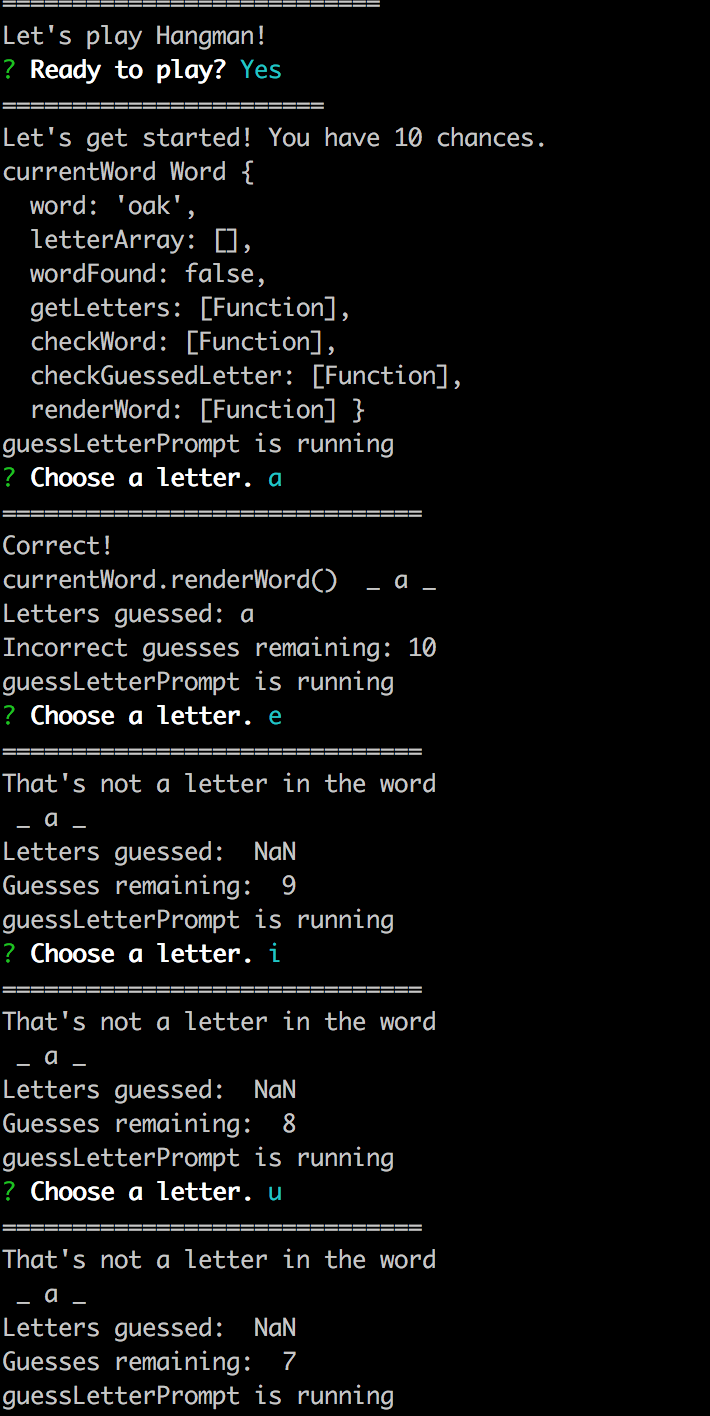 ===========================
Let's play Hangman!
? Ready to play? Yes
=======================
Let's get started! You have 10 chances.
currentWord Word {
  word: 'oak',
  letterArray: [],
  wordFound: false,
  getLetters: [Function],
  checkWord: [Function],
  checkGuessedLetter: [Function],
  renderWord: [Function] }
guessLetterPrompt is running
? Choose a letter. a
==============================
Correct!
currentWord.renderWord()  _ a _
Letters guessed: a
Incorrect guesses remaining: 10
guessLetterPrompt is running
? Choose a letter. e
==============================
That's not a letter in the word
 _ a _
Letters guessed:  NaN
Guesses remaining:  9
guessLetterPrompt is running
? Choose a letter. i
==============================
That's not a letter in the word
 _ a _
Letters guessed:  NaN
Guesses remaining:  8
guessLetterPrompt is running
? Choose a letter. u
==============================
That's not a letter in the word
 _ a _
Letters guessed:  NaN
Guesses remaining:  7
guessLetterPrompt is running